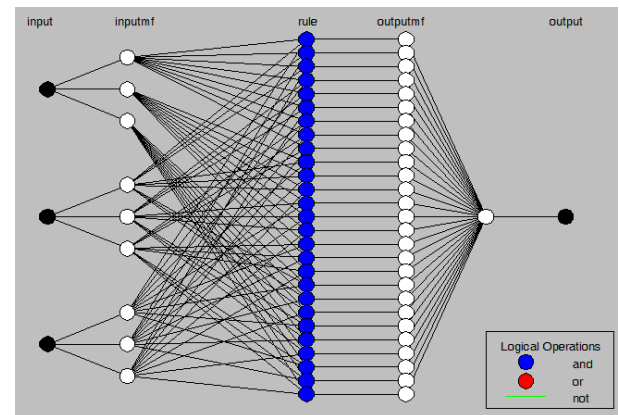 input inputmf rule outputmf output
Logical Operations
and
or
not